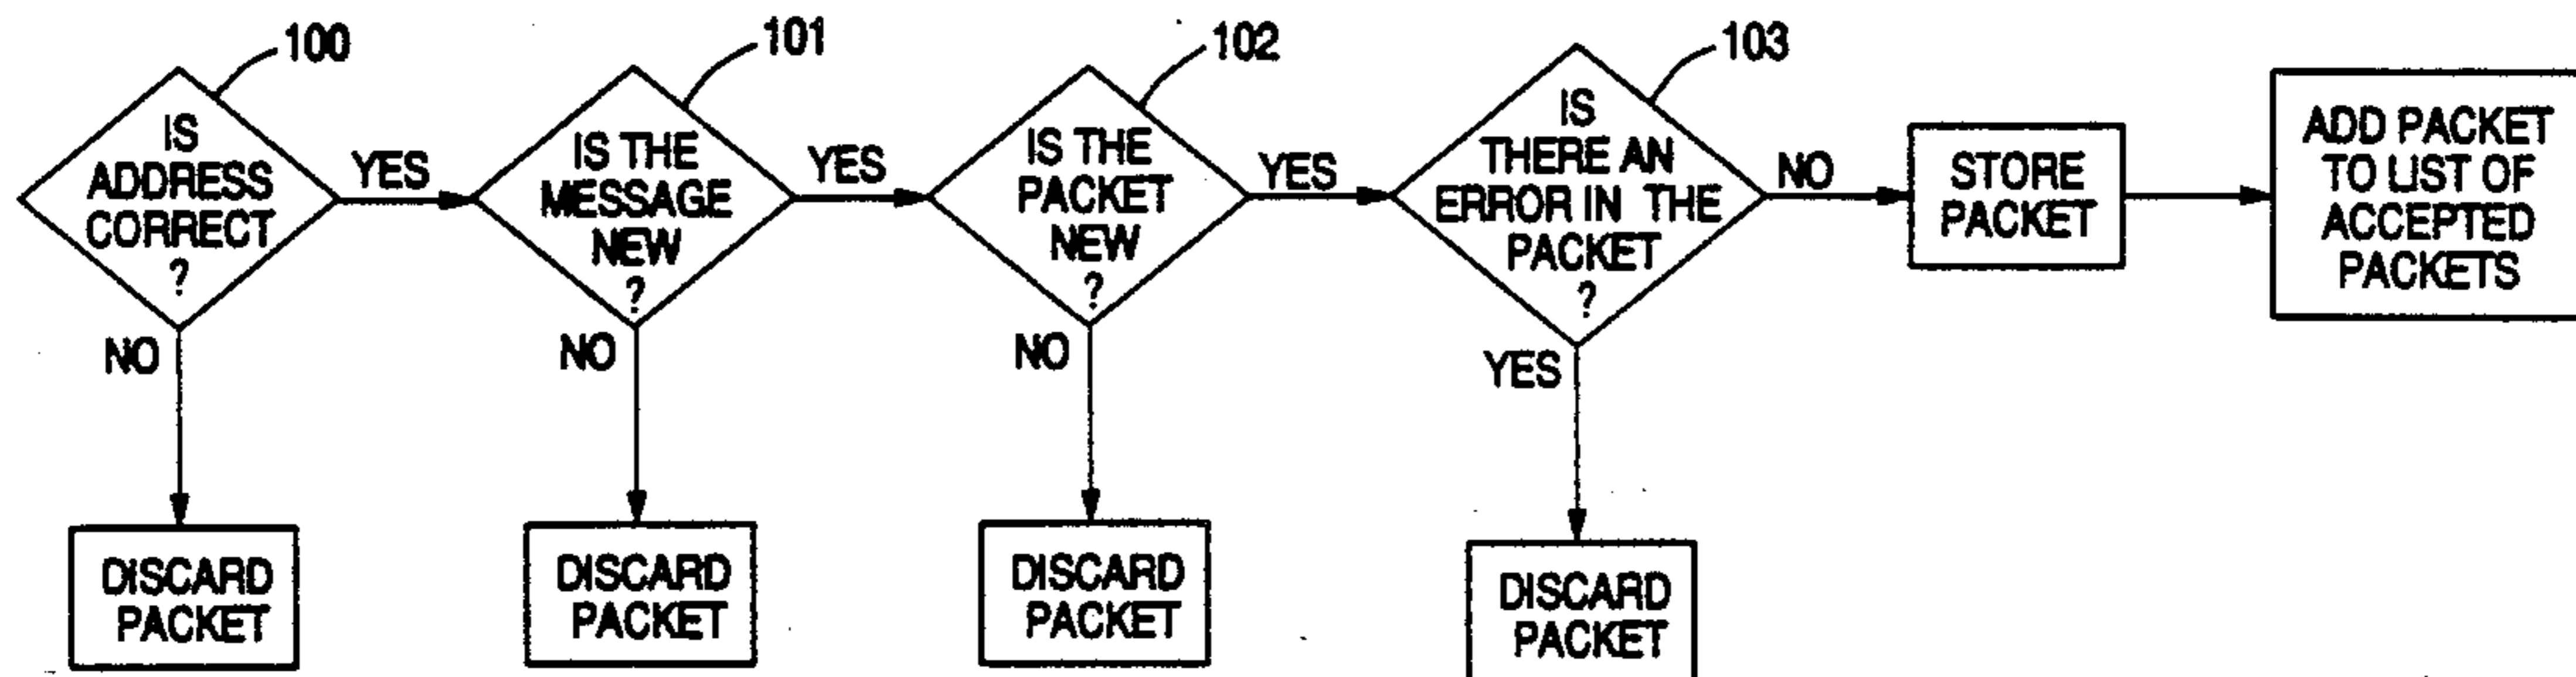 100
IS
ADDRESS
CORRECT
?
YES
NO
DISCARD
PACKET
101
IS THE
MESSAGE
NEW
?
YES
NO
DISCARD
PACKET
102
IS THE
PACKET
NEW
?
YES
NO
DISCARD
PACKET
103
IS
THERE AN
ERROR IN THE
PACKET
?
NO
YES
DISCARD
PACKET
STORE
PACKET
ADD PACKET
TO LIST OF
ACCEPTED
PACKETS